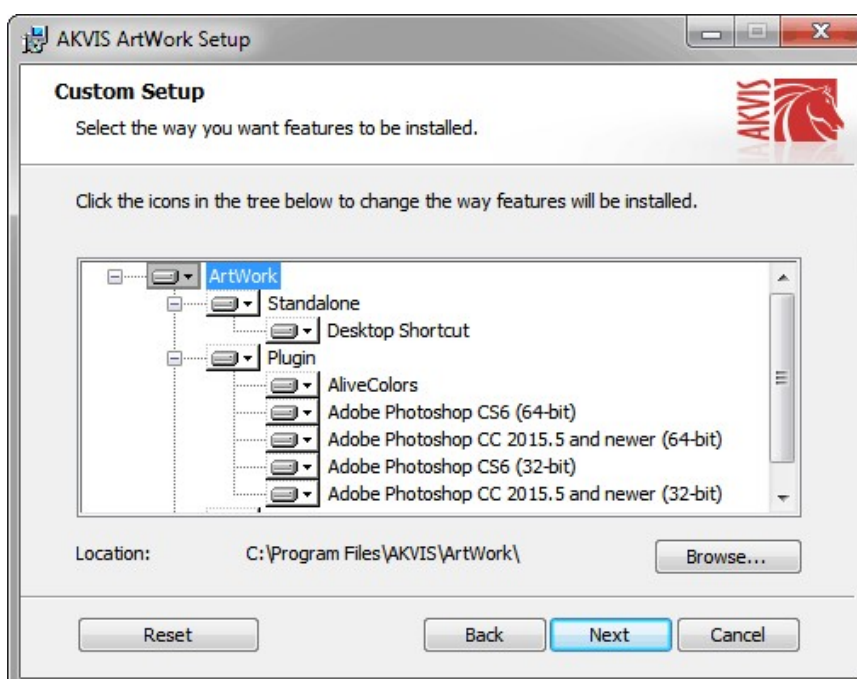 AKVIS ArtWork Setup
Custom Setup
Select the way you want features to be installed.
AKVIS
Click the icons in the tree below to change the way features will be installed.
ArtWork
Standalone
Desktop Shortcut
Plugin
AliveColors
Adobe Photoshop CS6 (64-bit)
Adobe Photoshop CC 2015.5 and newer (64-bit)
Adobe Photoshop CS6 (32-bit)
Adobe Photoshop CC 2015.5 and newer (32-bit)
Location: C:\Program Files\AKVIS\ArtWork\ Browse...
Reset Back Next Cancel